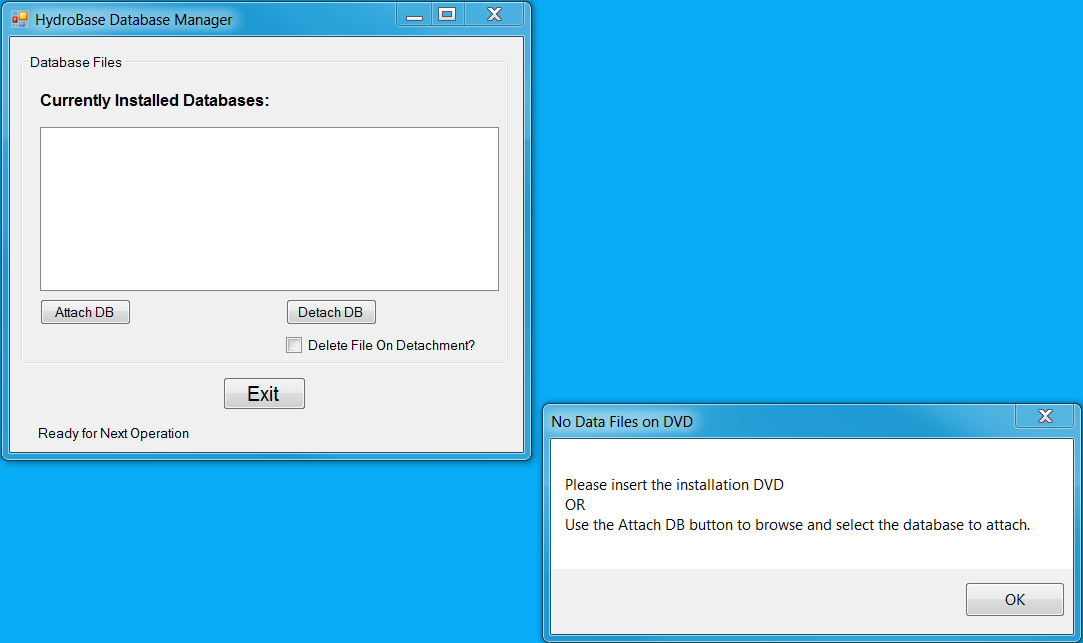 HydroBase Database Manager
Database Files
Currently Installed Databases:
Attach DB
Detach DB
Delete File On Detachment?
Exit
Ready for Next Operation
No Data Files on DVD
Please insert the installation DVD
OR
Use the Attach DB button to browse and select the database to attach.
OK